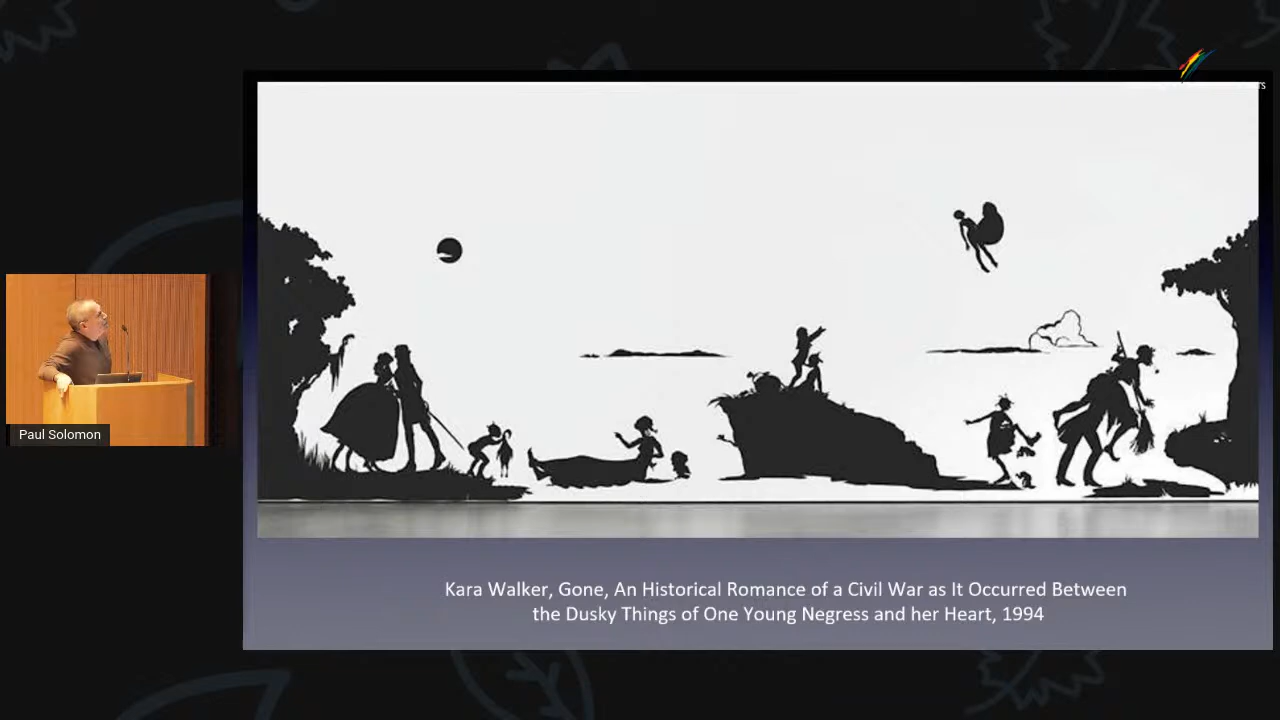 Paul Solomon
Kara Walker, Gone, An Historical Romance of a Civil War as It Occurred Between
the Dusky Things of One Young Negress and her Heart, 1994